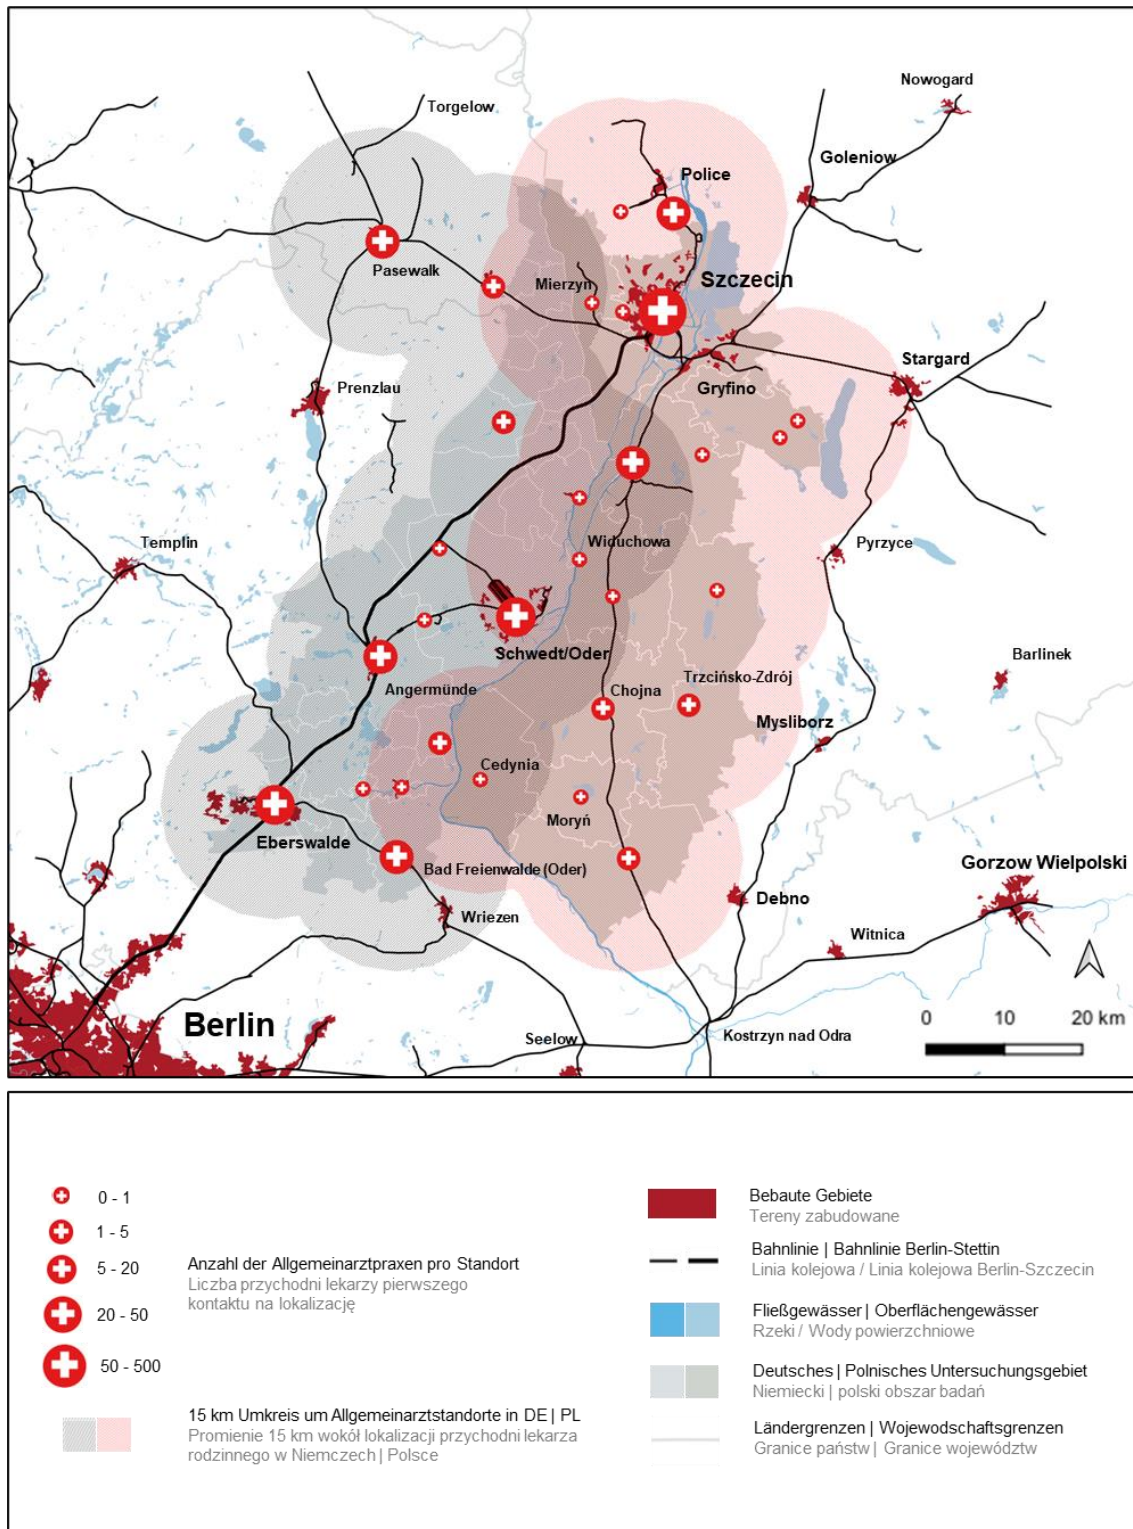 Nowogard
Torgelow
Goleniow
Police
Pasewalk
Mierzyn
Szczecin
Stargard
Prenzlau
Gryfino
Templin
Widuchowa
Pyrzyce
Schwedt/Oder
Barlinek
Angermünde
Trzcińsko-Zdrój
Chojna
Mysliborz
Cedynia
Moryń
Eberswalde
Bad Freienwalde (Oder)
Gorzow Wielpolski
Debno
Wriezen
Witnica
Berlin
0 10 20 km
Seelow
Kostrzyn nad Odra
0 - 1
1 - 5
5 - 20
20 - 50
50 - 500
Anzahl der Allgemeinarztpraxen pro Standort
Liczba przychodni lekarzy pierwszego
kontaktu na lokalizację
15 km Umkreis um Allgemeinarztstandorte in DE | PL
Promienie 15 km wokół lokalizacji przychodni lekarza
rodzinnego w Niemczech | Polsce
Bebaute Gebiete
Tereny zabudowane
Bahnlinie | Bahnlinie Berlin-Stettin
Linia kolejowa / Linia kolejowa Berlin-Szczecin
Fließgewässer | Oberflächengewässer
Rzeki / Wody powierzchniowe
Deutsches | Polnisches Untersuchungsgebiet
Niemiecki | polski obszar badań
Ländergrenzen | Wojewodschaftsgrenzen
Granice państw | Granice województw